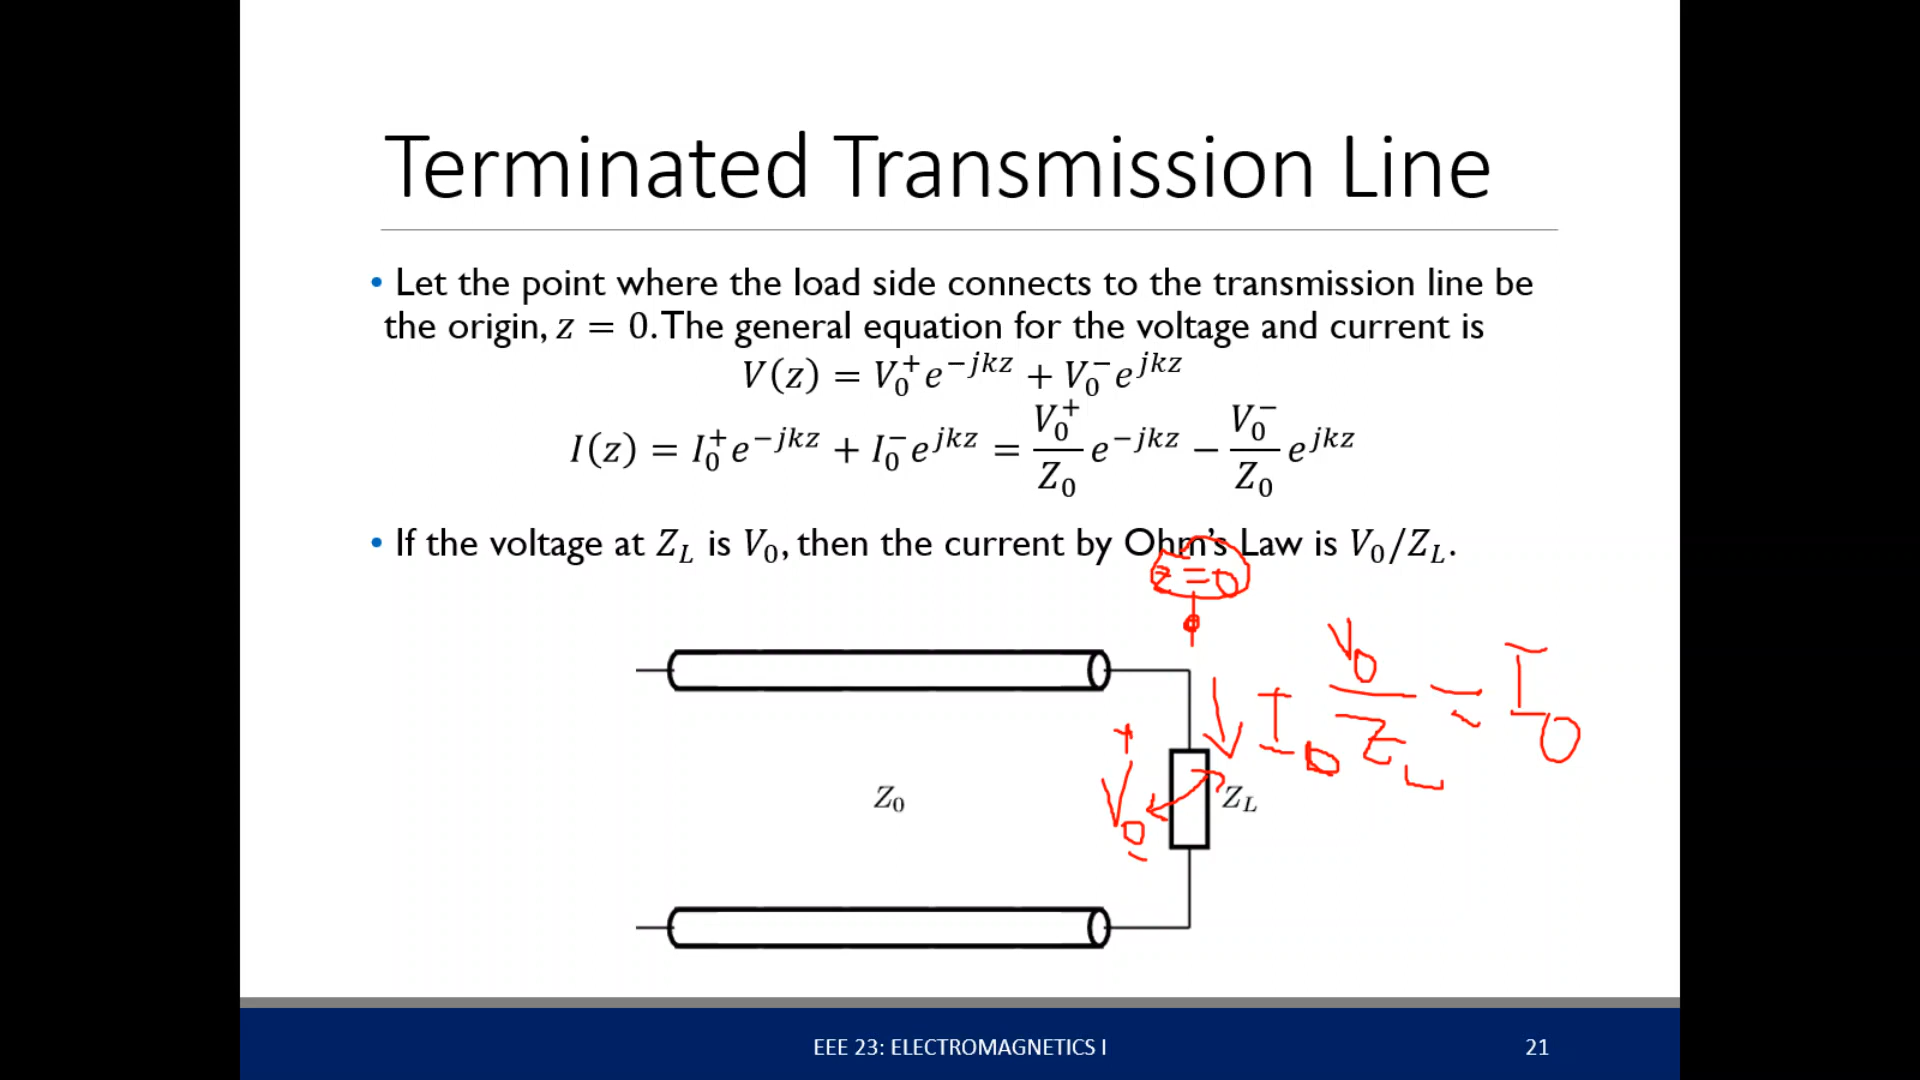 Terminated Transmission Line
• Let the point where the load side connects to the transmission line be
the origin, z = 0. The general equation for the voltage and current is
V(z) = V₀⁺e^{−jkz} + V₀⁻e^{jkz}
I(z) = I₀⁺e^{−jkz} + I₀⁻e^{jkz} = V₀⁺/Z₀ e^{−jkz} − V₀⁻/Z₀ e^{jkz}
• If the voltage at Z_L is V₀, then the current by Ohm's Law is V₀/Z_L.
z = 0
I₀ V₀/Z_L = I₀
+
V₀
−
Z₀
Z_L
EEE 23: ELECTROMAGNETICS I
21